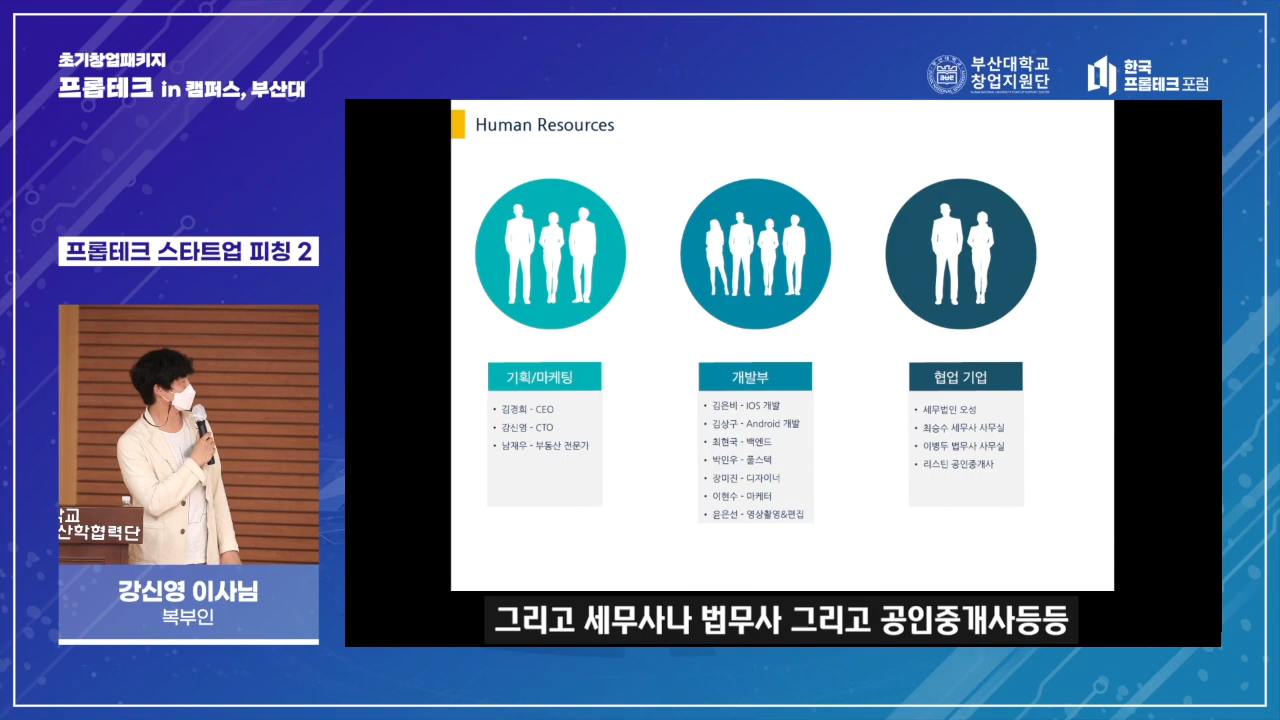 초기창업패키지
프롭테크 in 캠퍼스, 부산대
부산대학교
창업지원단
한국
프롭테크포럼
Human Resources
프롭테크 스타트업 피칭 2
기획/마케팅
• 김경희 - CEO
• 강신영 - CTO
• 남재우 - 부동산 전문가
개발부
• 김은비 - IOS 개발
• 김상구 - Android 개발
• 최현국 - 백엔드
• 박민우 - 풀스텍
• 장미진 - 디자이너
• 이현수 - 마케터
• 윤은선 - 영상촬영&편집
협업 기업
• 세무법인 오성
• 최승수 세무사 사무실
• 이병두 법무사 사무실
• 리스틴 공인중개사
학교
산학협력단
강신영 이사님
복부인
그리고 세무사나 법무사 그리고 공인중개사등등